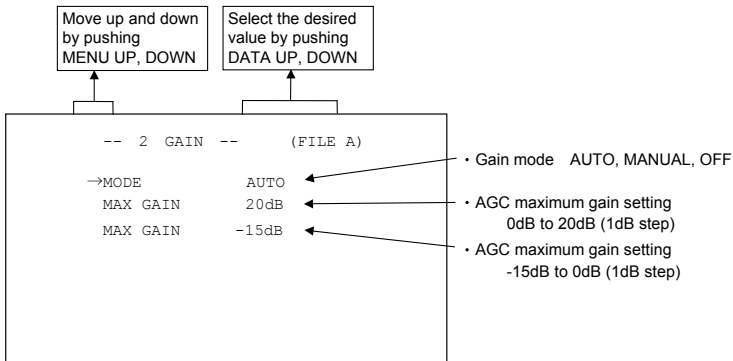 Move up and down
by pushing
MENU UP, DOWN
Select the desired
value by pushing
DATA UP, DOWN
-- 2 GAIN -- (FILE A)
→MODE AUTO
MAX GAIN 20dB
MAX GAIN -15dB
・Gain mode AUTO, MANUAL, OFF
・AGC maximum gain setting
0dB to 20dB (1dB step)
・AGC maximum gain setting
-15dB to 0dB (1dB step)